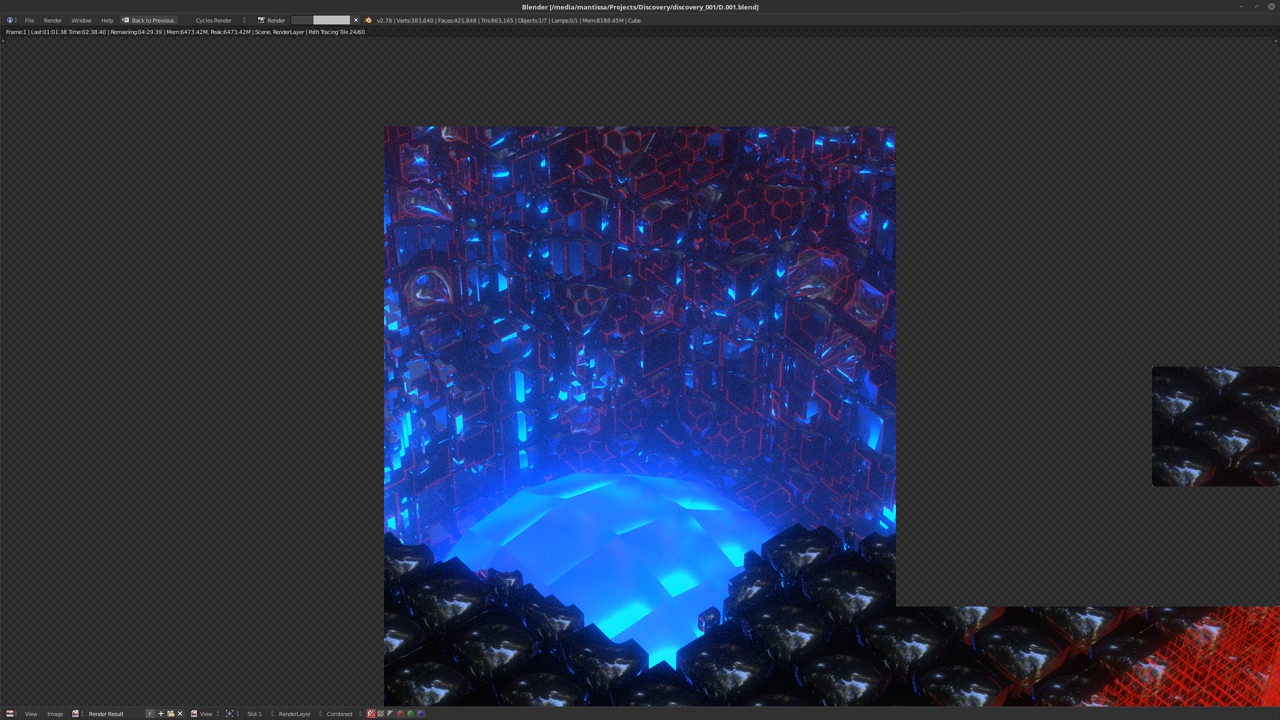 Blender [/media/mantissa/Projects/Discovery/discovery_001/D.001.blend]
File Render Window Help Back to Previous Cycles Render Render v2.78 | Verts:383,640 | Faces:421,848 | Tris:863,165 | Objects:1/7 | Lamps:0/1 | Mem:8188.45M | Cube
Frame:1 | Last:01:01.38 Time:02:38.40 | Remaining:04:29.39 | Mem:6473.42M, Peak:6473.42M | Scene, RenderLayer | Path Tracing Tile 24/60
View Image Render Result F View Slot 1 RenderLayer Combined